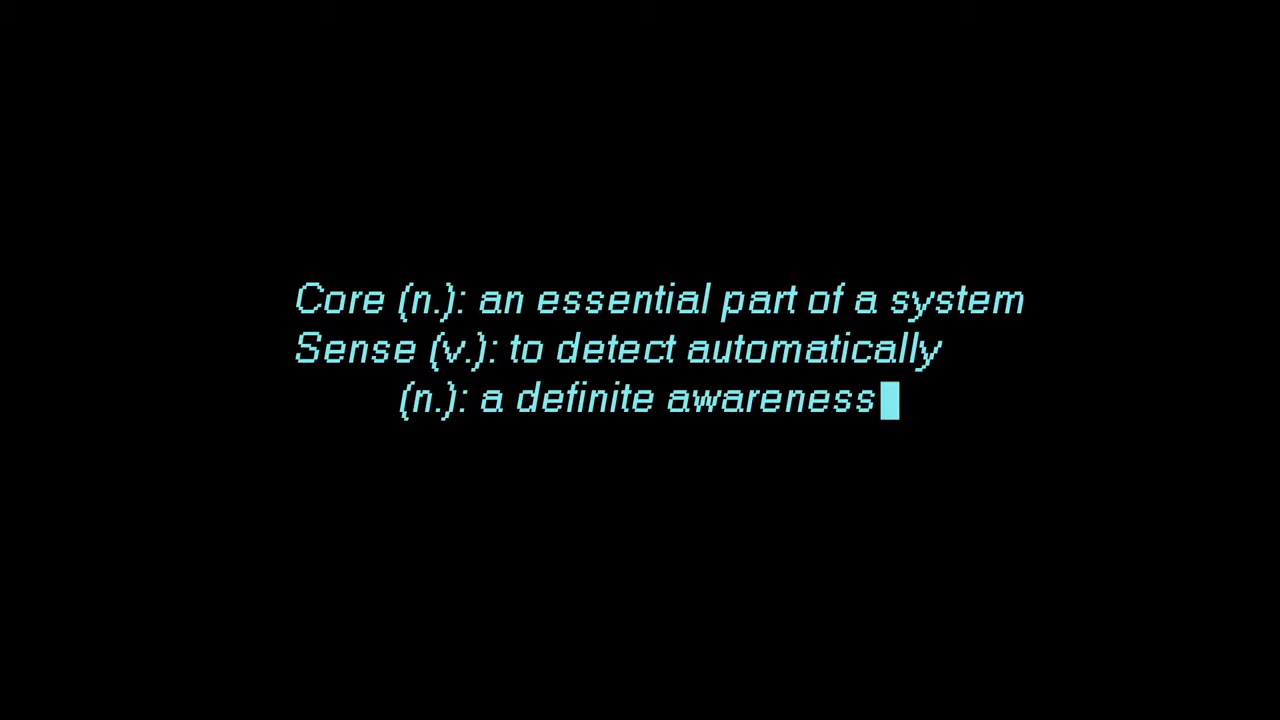 Core (n.): an essential part of a system
Sense (v.): to detect automatically
(n.): a definite awareness